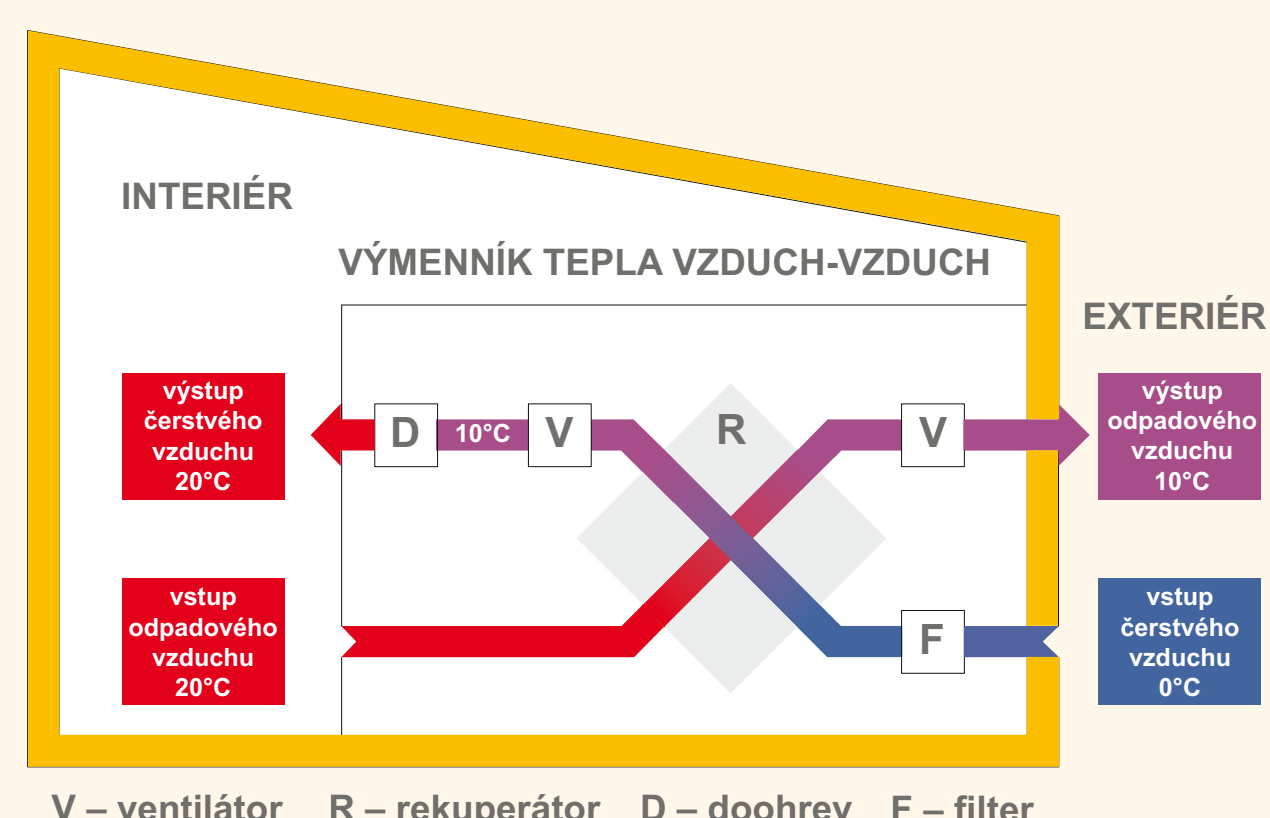 INTERIÉR
VÝMENNÍK TEPLA VZDUCH-VZDUCH
EXTERIÉR
výstup
čerstvého
vzduchu
20°C
D
10°C
V
R
V
výstup
odpadového
vzduchu
10°C
vstup
odpadového
vzduchu
20°C
F
vstup
čerstvého
vzduchu
0°C
V – ventilátor R – rekuperátor D – doohrev F – filter